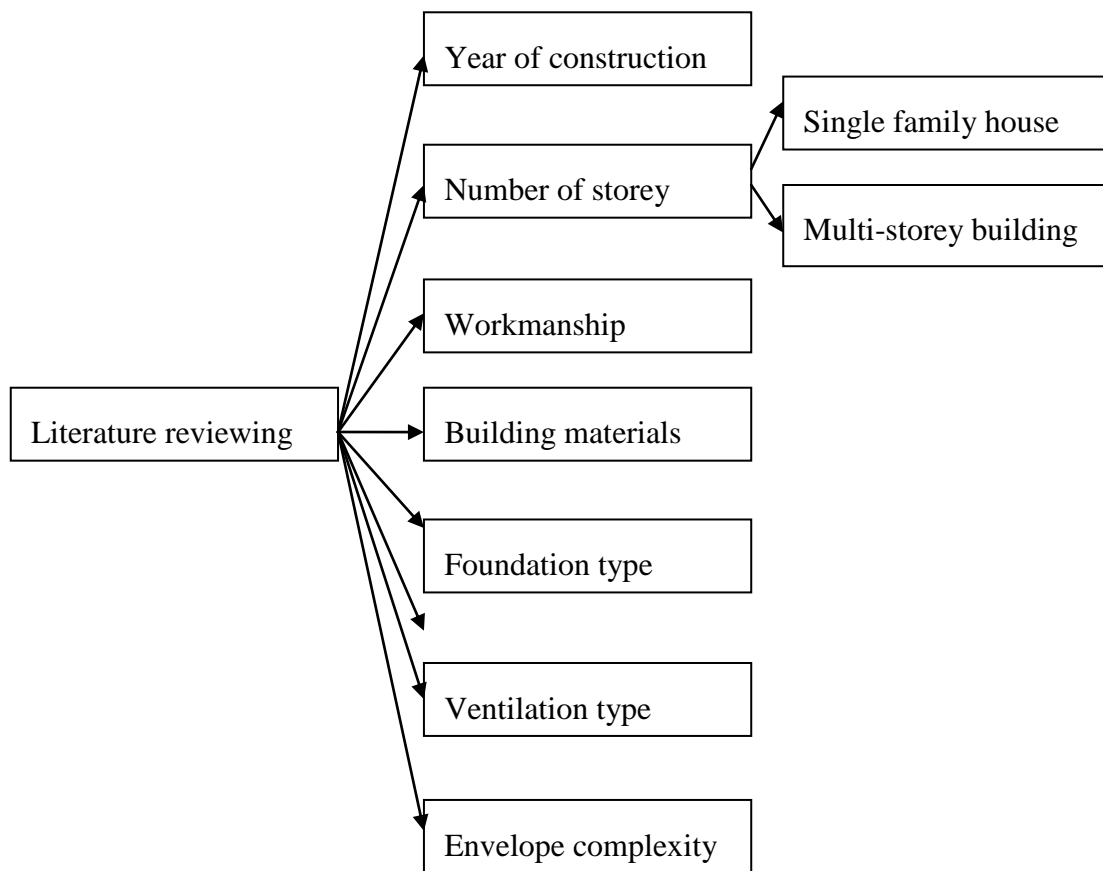 Year of construction
Single family house
Number of storey
Multi-storey building
Workmanship
Literature reviewing
Building materials
Foundation type
Ventilation type
Envelope complexity